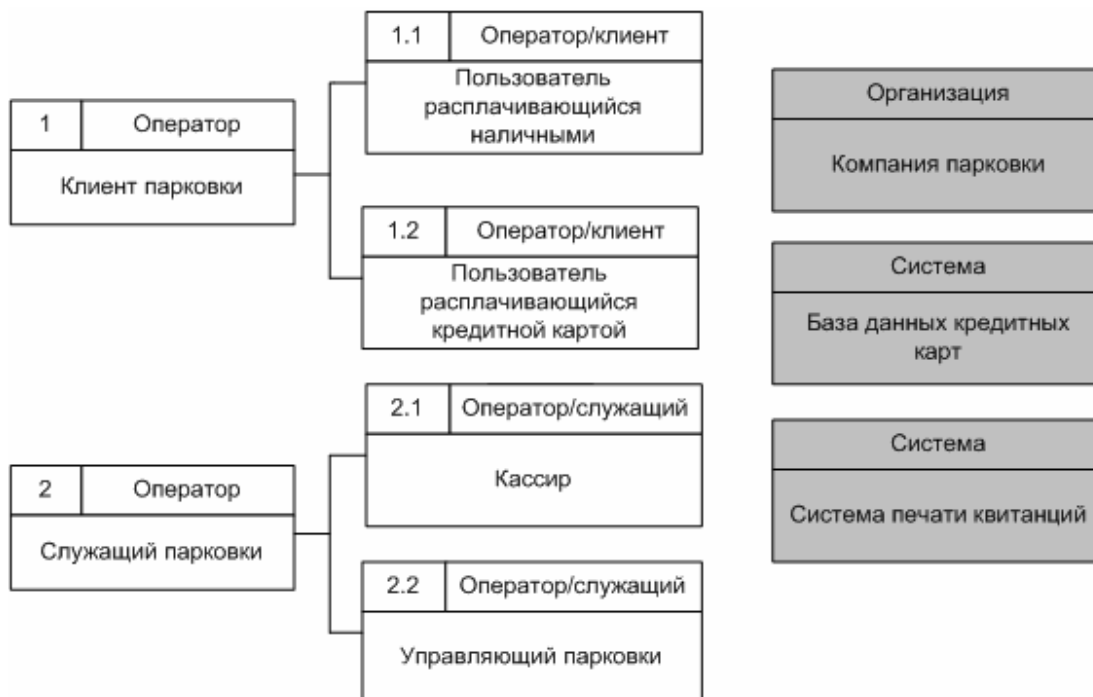 1 Оператор
Клиент парковки
1.1 Оператор/клиент
Пользователь
расплачивающийся
наличными
1.2 Оператор/клиент
Пользователь
расплачивающийся
кредитной картой
2 Оператор
Служащий парковки
2.1 Оператор/служащий
Кассир
2.2 Оператор/служащий
Управляющий парковки
Организация
Компания парковки
Система
База данных кредитных
карт
Система
Система печати квитанций